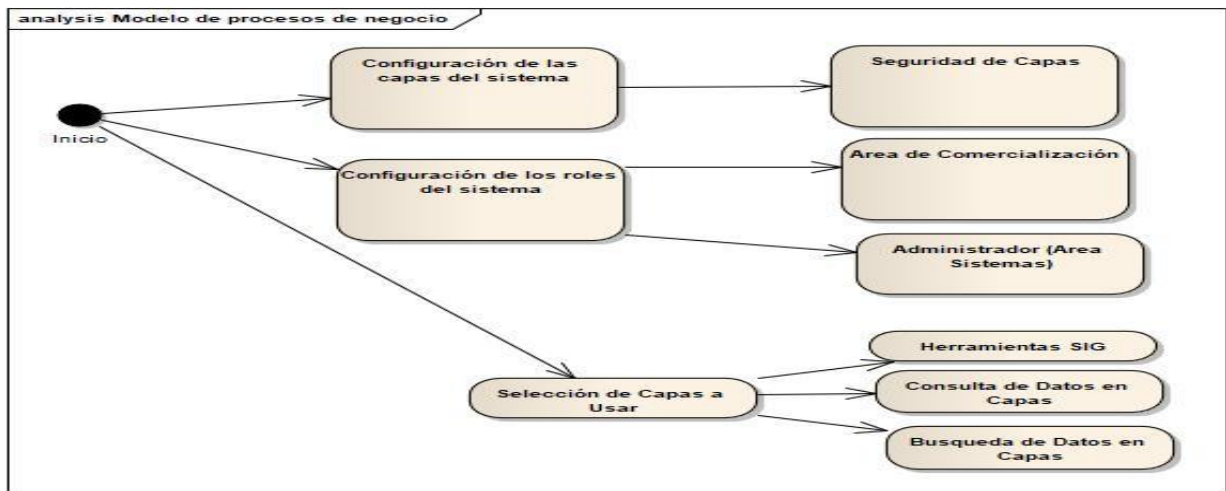 analysis Modelo de procesos de negocio
Inicio
Configuración de las
capas del sistema
Seguridad de Capas
Configuración de los roles
del sistema
Area de Comercialización
Administrador (Area
Sistemas)
Selección de Capas a
Usar
Herramientas SIG
Consulta de Datos en
Capas
Busqueda de Datos en
Capas